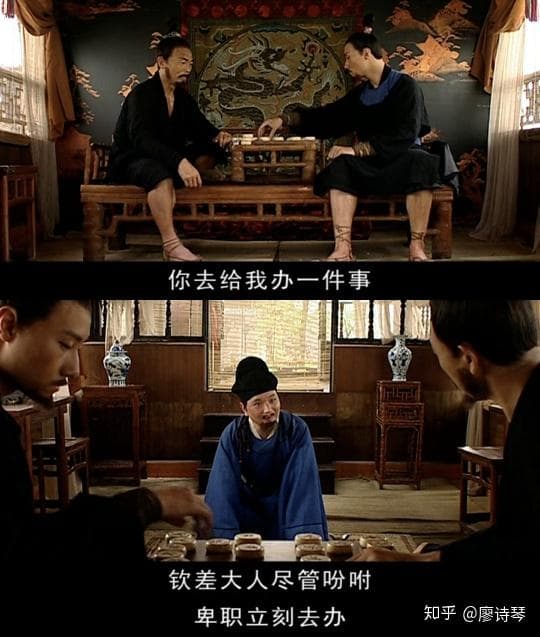 你去给我办一件事
钦差大人尽管吩咐
卑职立刻去办
知乎 @廖诗琴